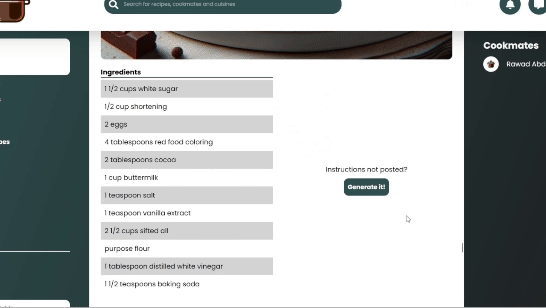 Search for recipes, cookmates and cuisines
Cookmates
Rawad Abd
pes
Ingredients
1 1/2 cups white sugar
1/2 cup shortening
2 eggs
4 tablespoons red food coloring
2 tablespoons cocoa
1 cup buttermilk
1 teaspoon salt
1 teaspoon vanilla extract
2 1/2 cups sifted all
purpose flour
1 tablespoon distilled white vinegar
1 1/2 teaspoons baking soda
Instructions not posted?
Generate it!